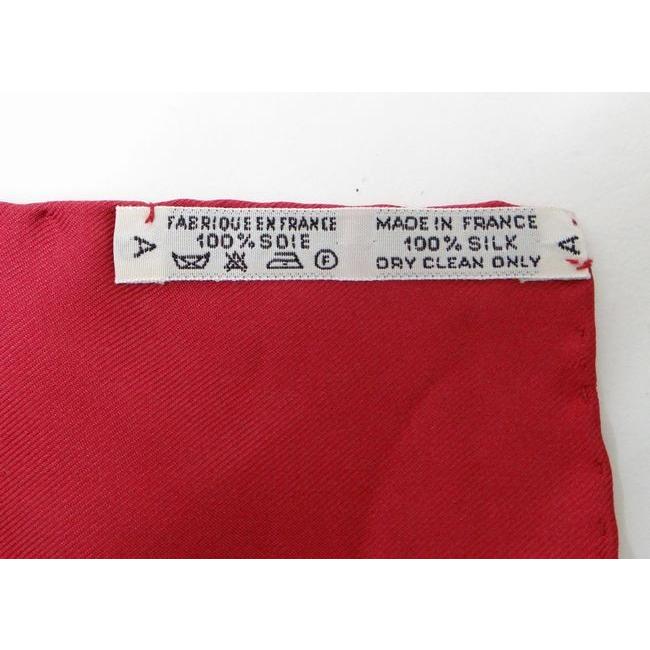 A
FABRIQUE EN FRANCE
100% SOIE
F
MADE IN FRANCE
100% SILK
DRY CLEAN ONLY
A